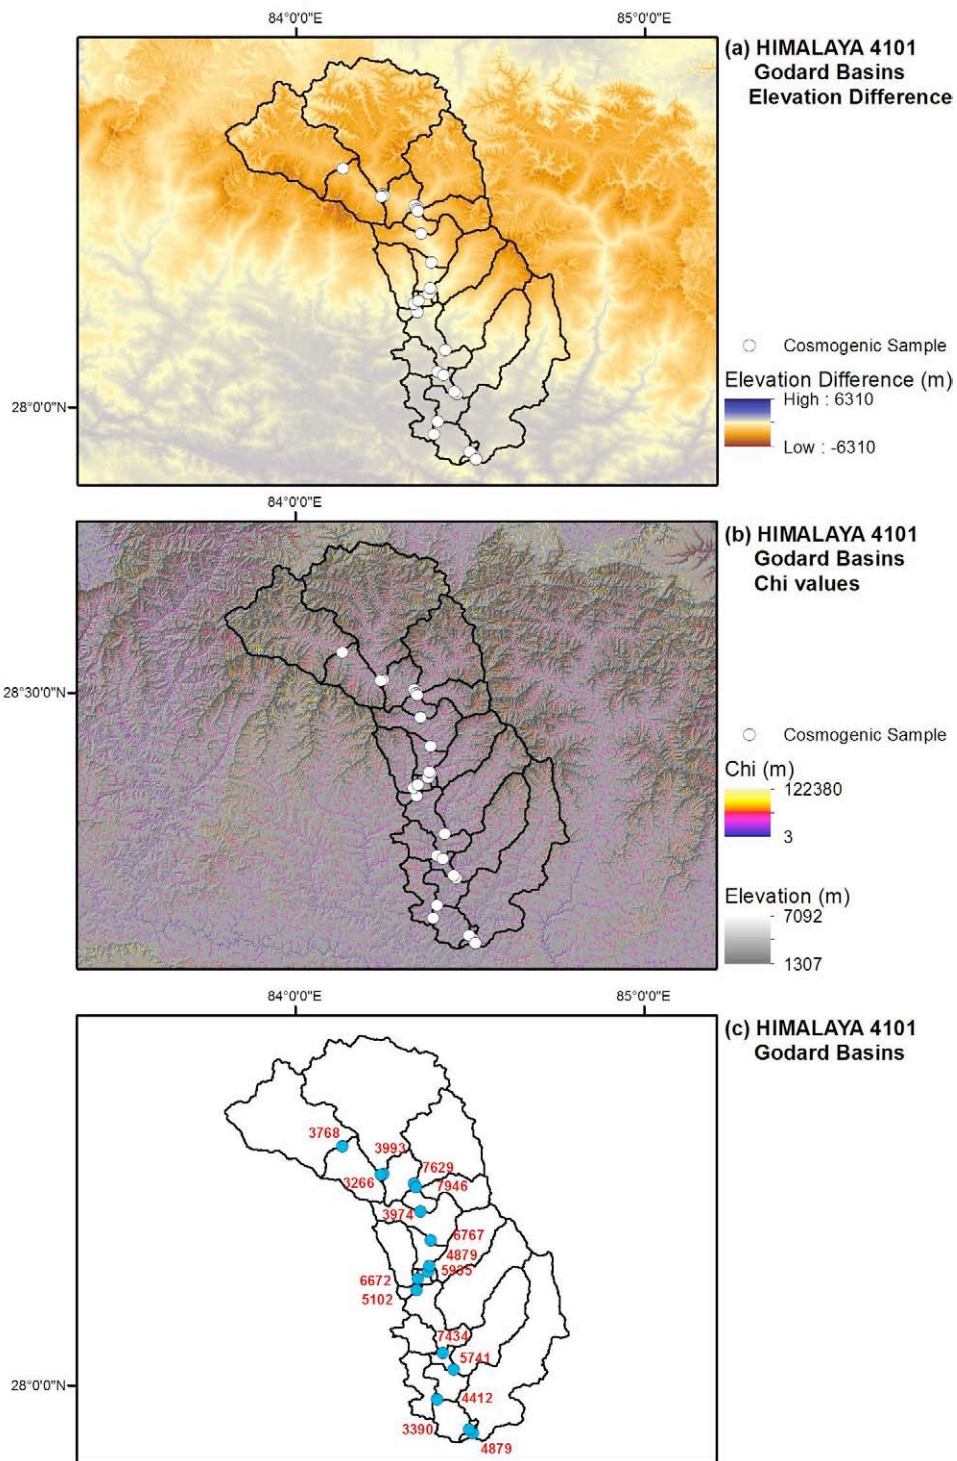 84°0'0"E 85°0'0"E
(a) HIMALAYA 4101
Godard Basins
Elevation Difference
Cosmogenic Sample
Elevation Difference (m)
High : 6310
Low : -6310
28°0'0"N
84°0'0"E
(b) HIMALAYA 4101
Godard Basins
Chi values
28°30'0"N
Cosmogenic Sample
Chi (m)
122380
3
Elevation (m)
7092
1307
84°0'0"E 85°0'0"E
(c) HIMALAYA 4101
Godard Basins
3768
3993
7629
3266
7946
3974
6767
4879
5935
6672
5102
7434
5741
28°0'0"N
4412
3390
4879